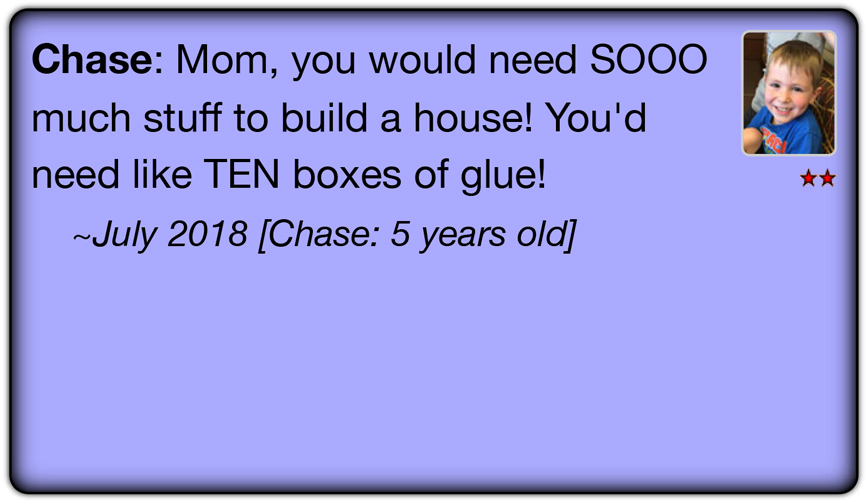 Chase: Mom, you would need SOOO
much stuff to build a house! You'd
need like TEN boxes of glue!
~July 2018 [Chase: 5 years old]